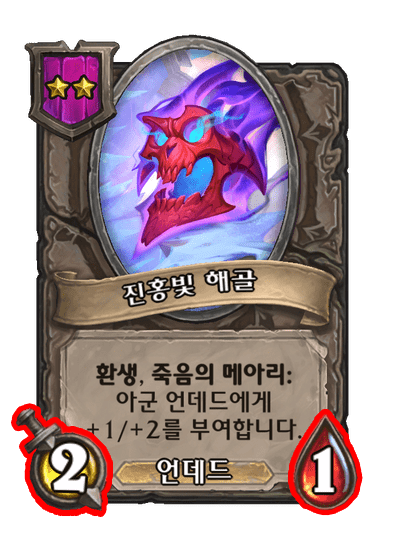 진홍빛 해골
환생, 죽음의 메아리:
아군 언데드에게
+1/+2를 부여합니다.
2
언데드
1